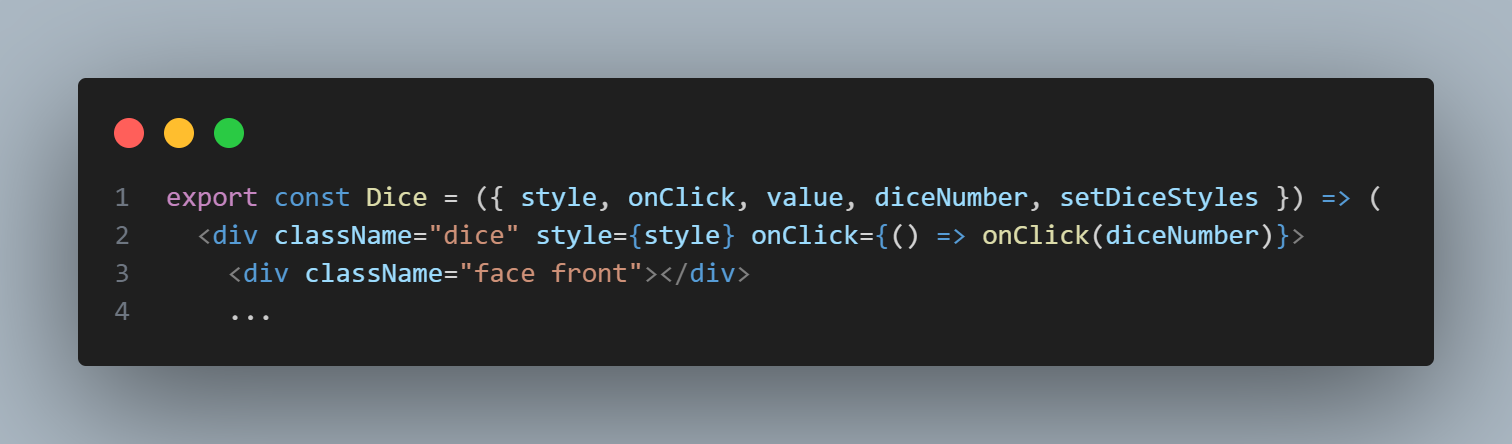 1 export const Dice = ({ style, onClick, value, diceNumber, setDiceStyles }) => (
2   <div className="dice" style={style} onClick={() => onClick(diceNumber)}>
3     <div className="face front"></div>
4     ...